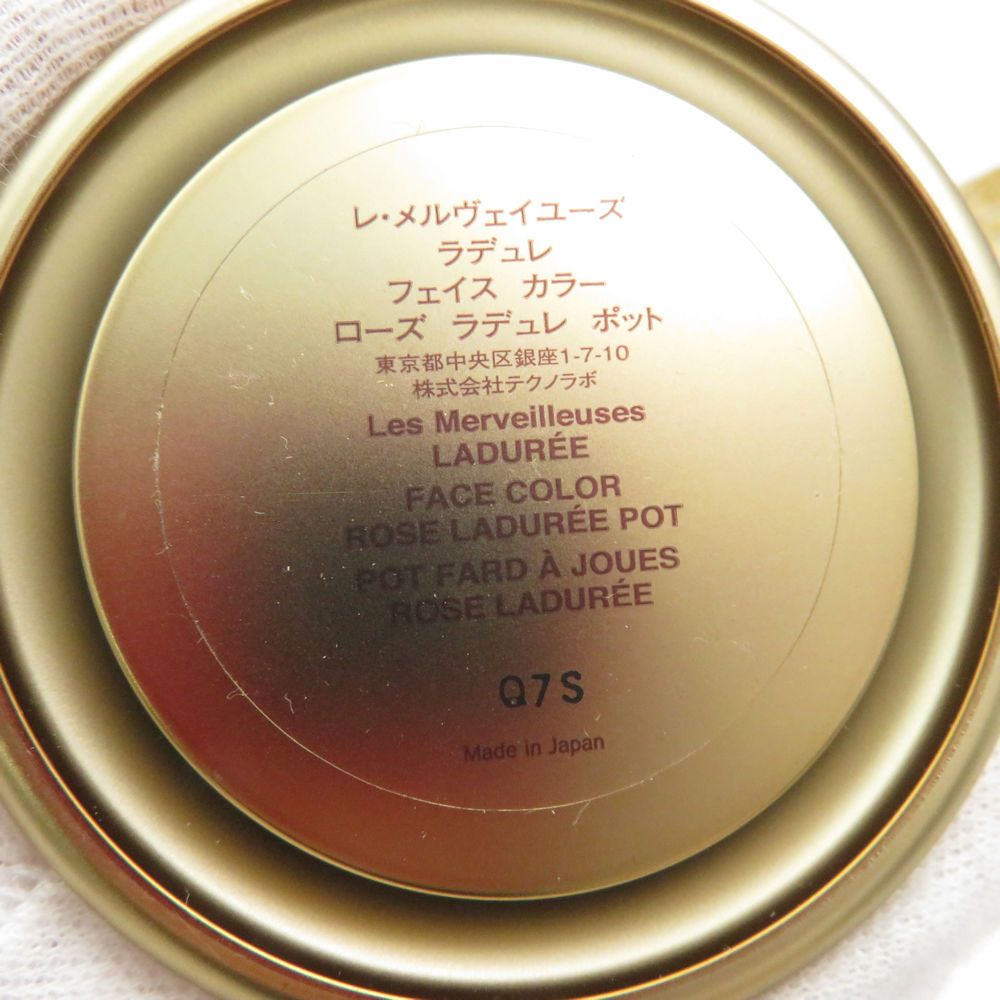 レ・メルヴェイユーズ
ラデュレ
フェイス カラー
ローズ ラデュレ ポット
東京都中央区銀座1-7-10
株式会社テクノラボ
Les Merveilleuses
LADURÉE
FACE COLOR
ROSE LADURÉE POT
POT FARD À JOUES
ROSE LADURÉE
Q7S
Made in Japan